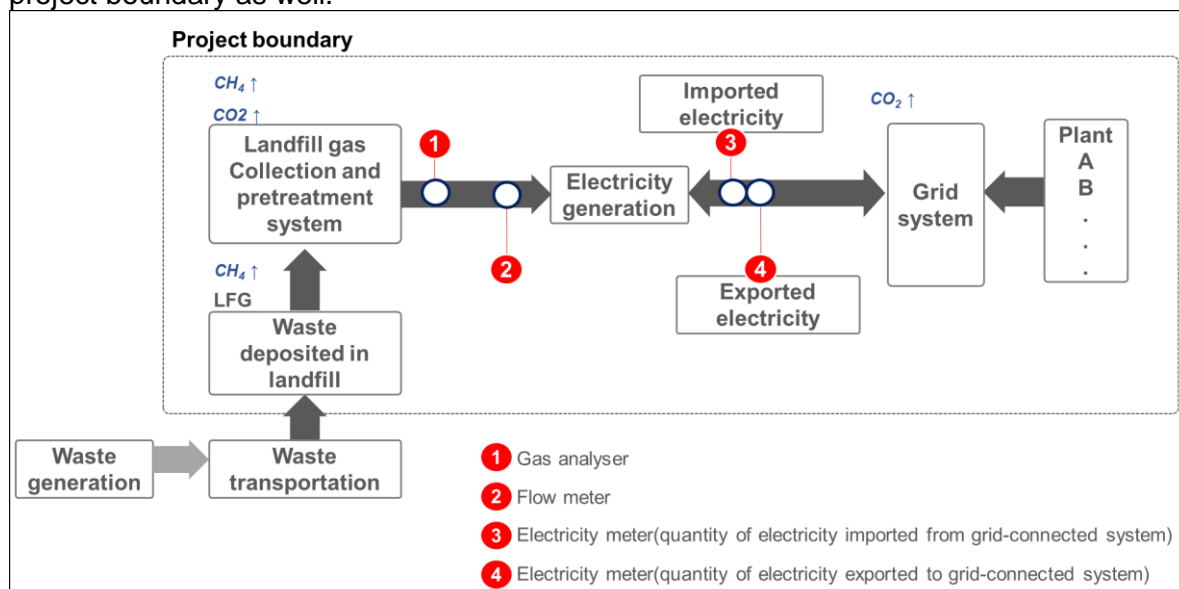 project boundary as well.
Project boundary
CH₄ ↑
CO2 ↑
Landfill gas
Collection and
pretreatment
system
1
2
Electricity
generation
Imported
electricity
3
4
Exported
electricity
CO₂ ↑
Grid
system
Plant
A
B
.
.
.
CH₄ ↑
LFG
Waste
deposited in
landfill
Waste
generation
Waste
transportation
1 Gas analyser
2 Flow meter
3 Electricity meter(quantity of electricity imported from grid-connected system)
4 Electricity meter(quantity of electricity exported to grid-connected system)